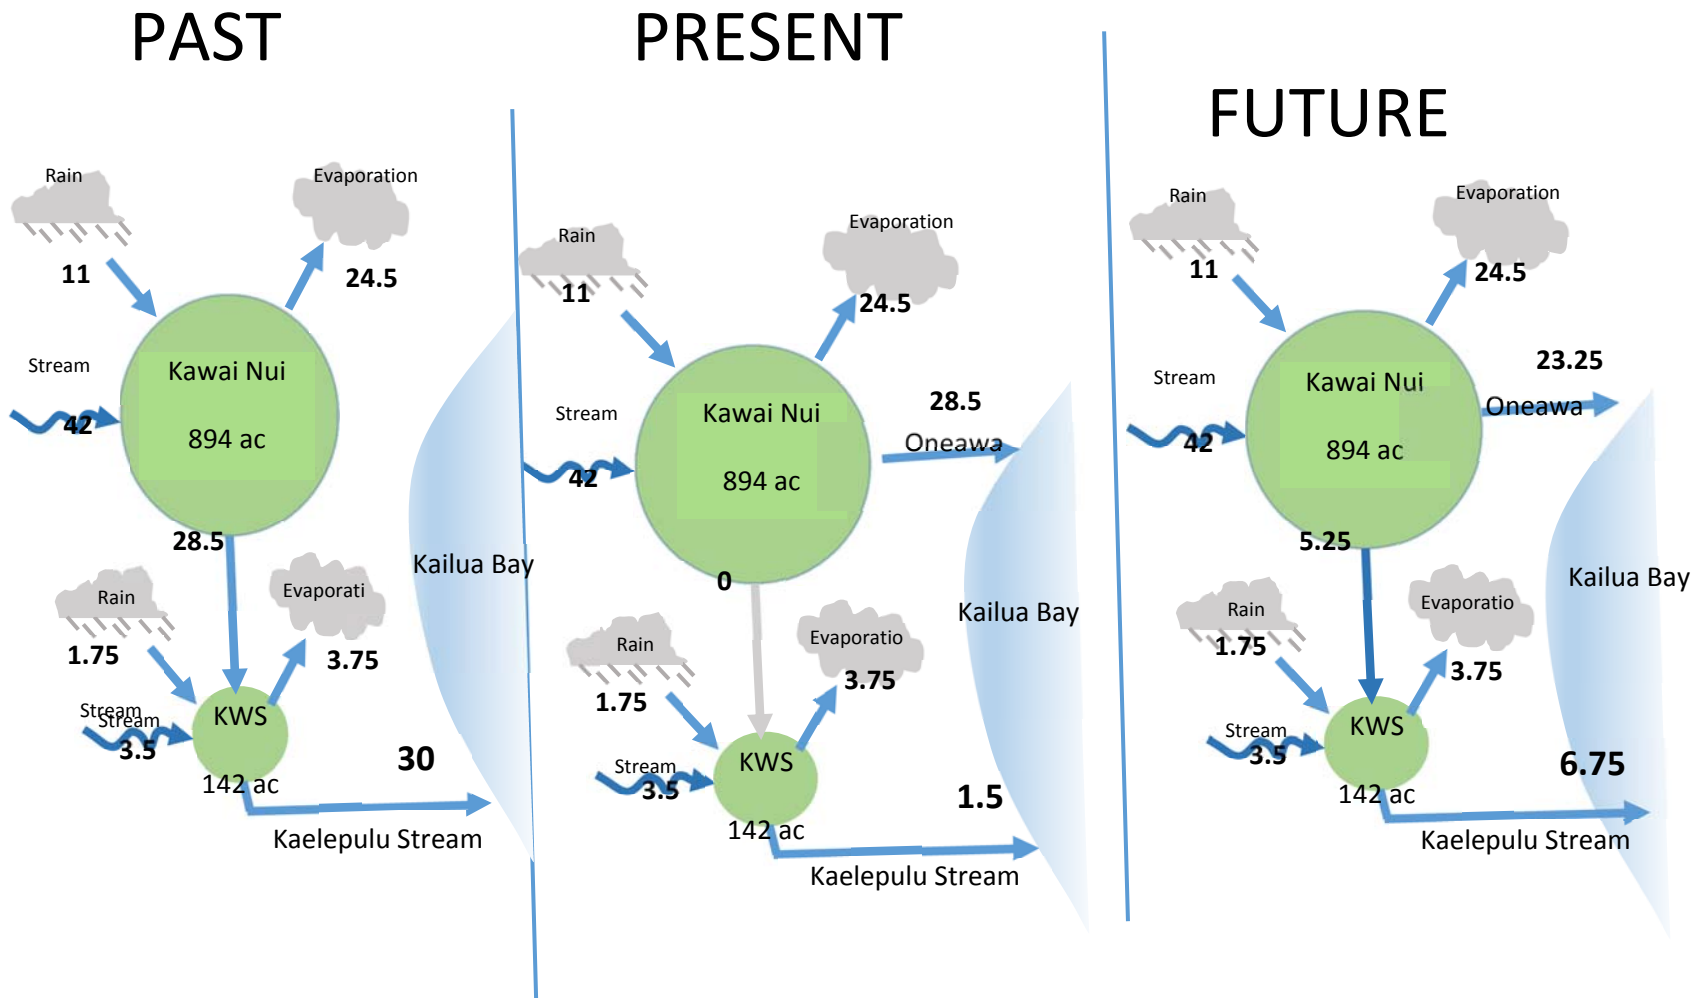 PAST
Rain
Evaporation
11
24.5
Stream
42
Kawai Nui
894 ac
28.5
Kailua Bay
Rain
Evaporati
1.75
3.75
Stream
Stream
3.5
KWS
142 ac
30
Kaelepulu Stream
PRESENT
Rain
Evaporation
11
24.5
Stream
42
Kawai Nui
894 ac
28.5
Oneawa
0
Kailua Bay
Rain
Evaporatio
1.75
3.75
Stream
3.5
KWS
142 ac
1.5
Kaelepulu Stream
FUTURE
Rain
Evaporation
11
24.5
Stream
42
Kawai Nui
894 ac
23.25
Oneawa
5.25
Kailua Bay
Rain
Evaporatio
1.75
3.75
Stream
3.5
KWS
142 ac
6.75
Kaelepulu Stream